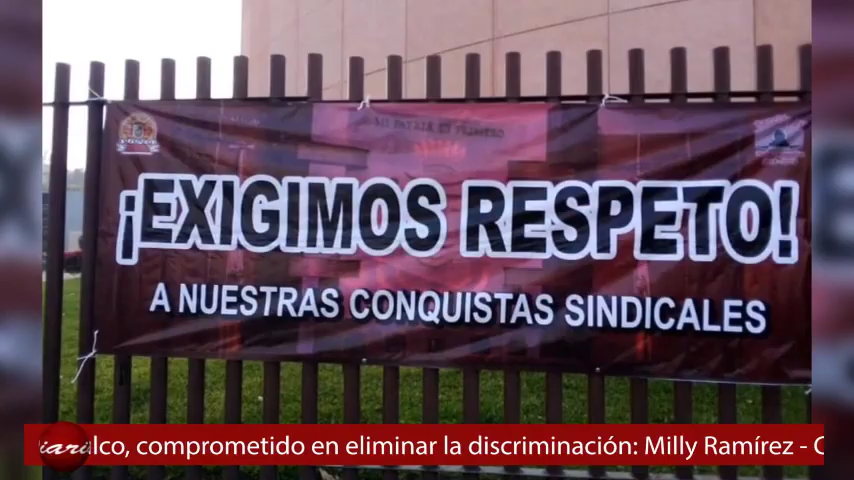 ¡EXIGIMOS RESPETO!
A NUESTRAS CONQUISTAS SINDICALES
lco, comprometido en eliminar la discriminación: Milly Ramírez - C